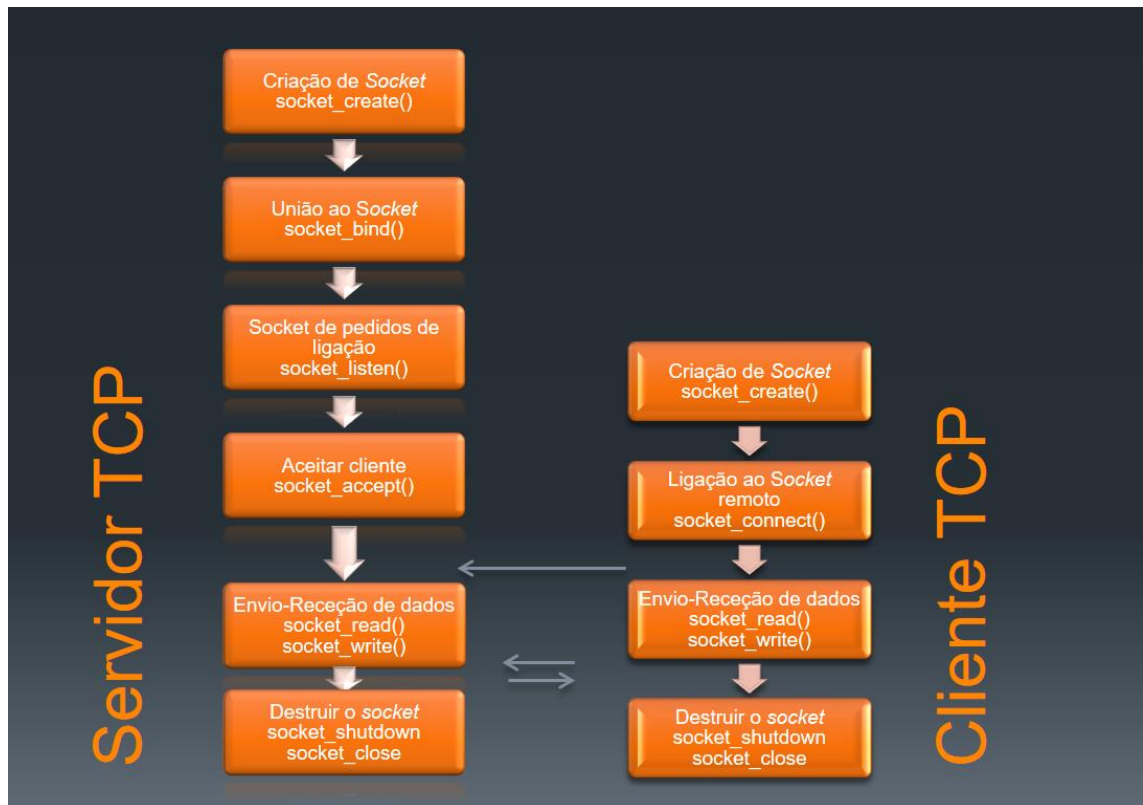 Servidor TCP
Criação de Socket
socket_create()
União ao Socket
socket_bind()
Socket de pedidos de
ligação
socket_listen()
Aceitar cliente
socket_accept()
Envio-Receção de dados
socket_read()
socket_write()
Destruir o socket
socket_shutdown
socket_close
Criação de Socket
socket_create()
Ligação ao Socket
remoto
socket_connect()
Envio-Receção de dados
socket_read()
socket_write()
Destruir o socket
socket_shutdown
socket_close
Cliente TCP